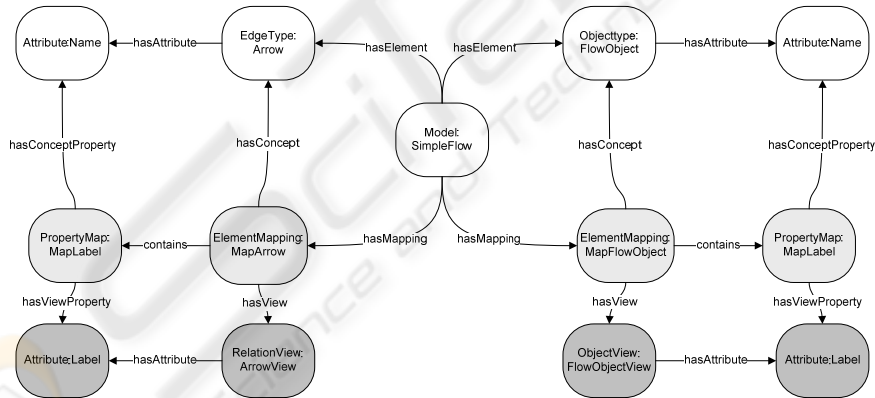 Attribute:Name
hasAttribute
EdgeType:
Arrow
hasElement
hasElement
Objecttype:
FlowObject
hasAttribute
Attribute:Name
Model:
SimpleFlow
hasConceptProperty
hasConcept
hasConcept
hasConceptProperty
PropertyMap:
MapLabel
contains
ElementMapping:
MapArrow
hasMapping
hasMapping
ElementMapping:
MapFlowObject
contains
PropertyMap:
MapLabel
hasViewProperty
hasView
hasView
hasViewProperty
Attribute:Label
hasAttribute
RelationView:
ArrowView
ObjectView:
FlowObjectView
hasAttribute
Attribute:Label